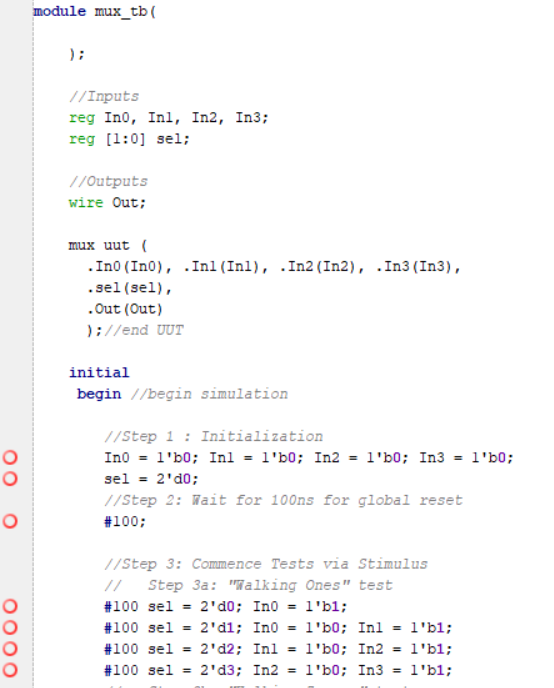 module mux_tb(
);
//Inputs
reg In0, In1, In2, In3;
reg [1:0] sel;
//Outputs
wire Out;
mux uut (
.In0(In0), .In1(In1), .In2(In2), .In3(In3),
.sel(sel),
.Out(Out)
);//end UUT
initial
begin //begin simulation
//Step 1 : Initialization
In0 = 1'b0; In1 = 1'b0; In2 = 1'b0; In3 = 1'b0;
sel = 2'd0;
//Step 2: Wait for 100ns for global reset
#100;
//Step 3: Commence Tests via Stimulus
//   Step 3a: "Walking Ones" test
#100 sel = 2'd0; In0 = 1'b1;
#100 sel = 2'd1; In0 = 1'b0; In1 = 1'b1;
#100 sel = 2'd2; In1 = 1'b0; In2 = 1'b1;
#100 sel = 2'd3; In2 = 1'b0; In3 = 1'b1;